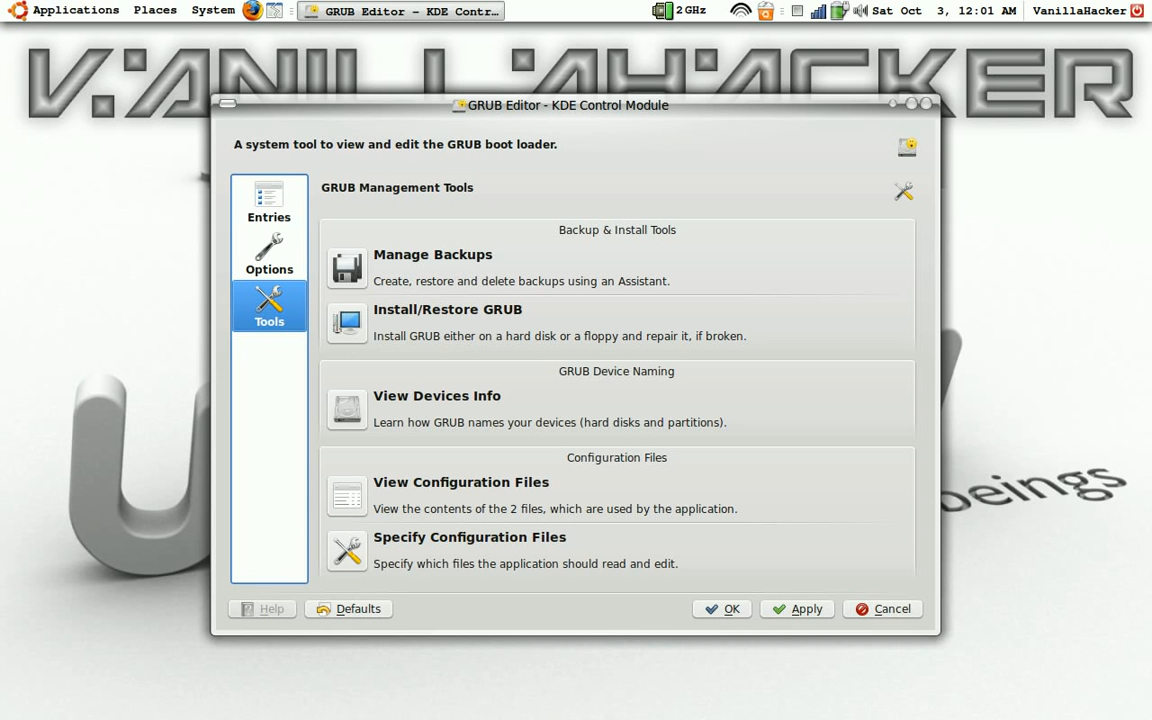 Applications Places System GRUB Editor - KDE Contr... 2GHz Sat Oct 3, 12:01 AM VanillaHacker
VANILLAHACKER
GRUB Editor - KDE Control Module
A system tool to view and edit the GRUB boot loader.
Entries
Options
Tools
GRUB Management Tools
Backup & Install Tools
Manage Backups
Create, restore and delete backups using an Assistant.
Install/Restore GRUB
Install GRUB either on a hard disk or a floppy and repair it, if broken.
GRUB Device Naming
View Devices Info
Learn how GRUB names your devices (hard disks and partitions).
Configuration Files
View Configuration Files
View the contents of the 2 files, which are used by the application.
Specify Configuration Files
Specify which files the application should read and edit.
Help Defaults OK Apply Cancel
beings